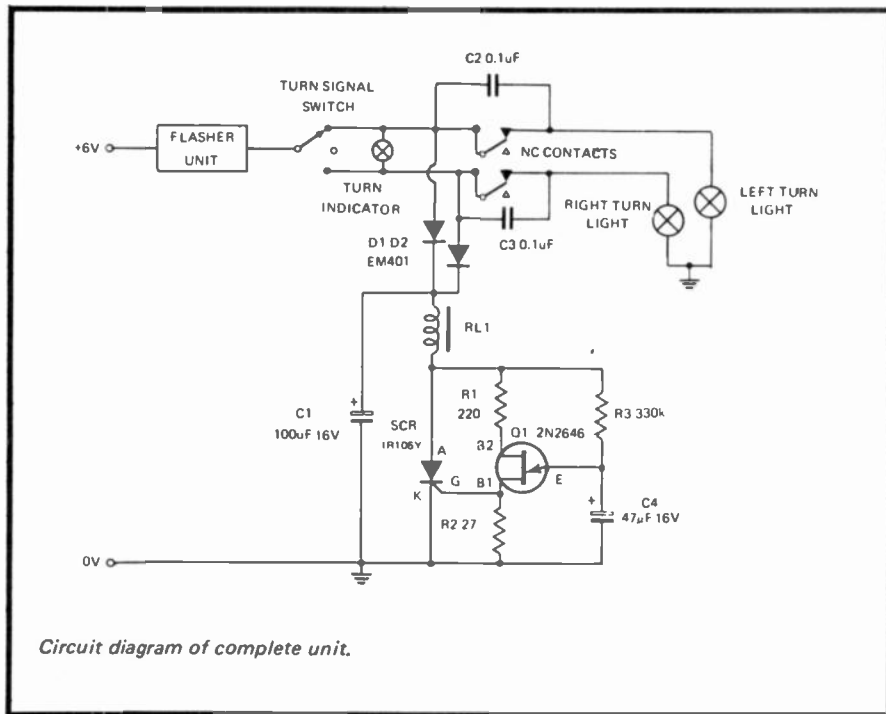 C2 0.1uF
TURN SIGNAL
SWITCH
+6V
FLASHER
UNIT
NC CONTACTS
TURN
INDICATOR
RIGHT TURN
LIGHT
LEFT TURN
LIGHT
C3 0.1uF
D1 D2
EM401
RL1
R1
220
R3 330k
C1
+
100uF 16V
SCR
IR106Y
A
G
K
Q1 2N2646
B2
B1
E
+
C4
47µF 16V
R2 27
0V
Circuit diagram of complete unit.